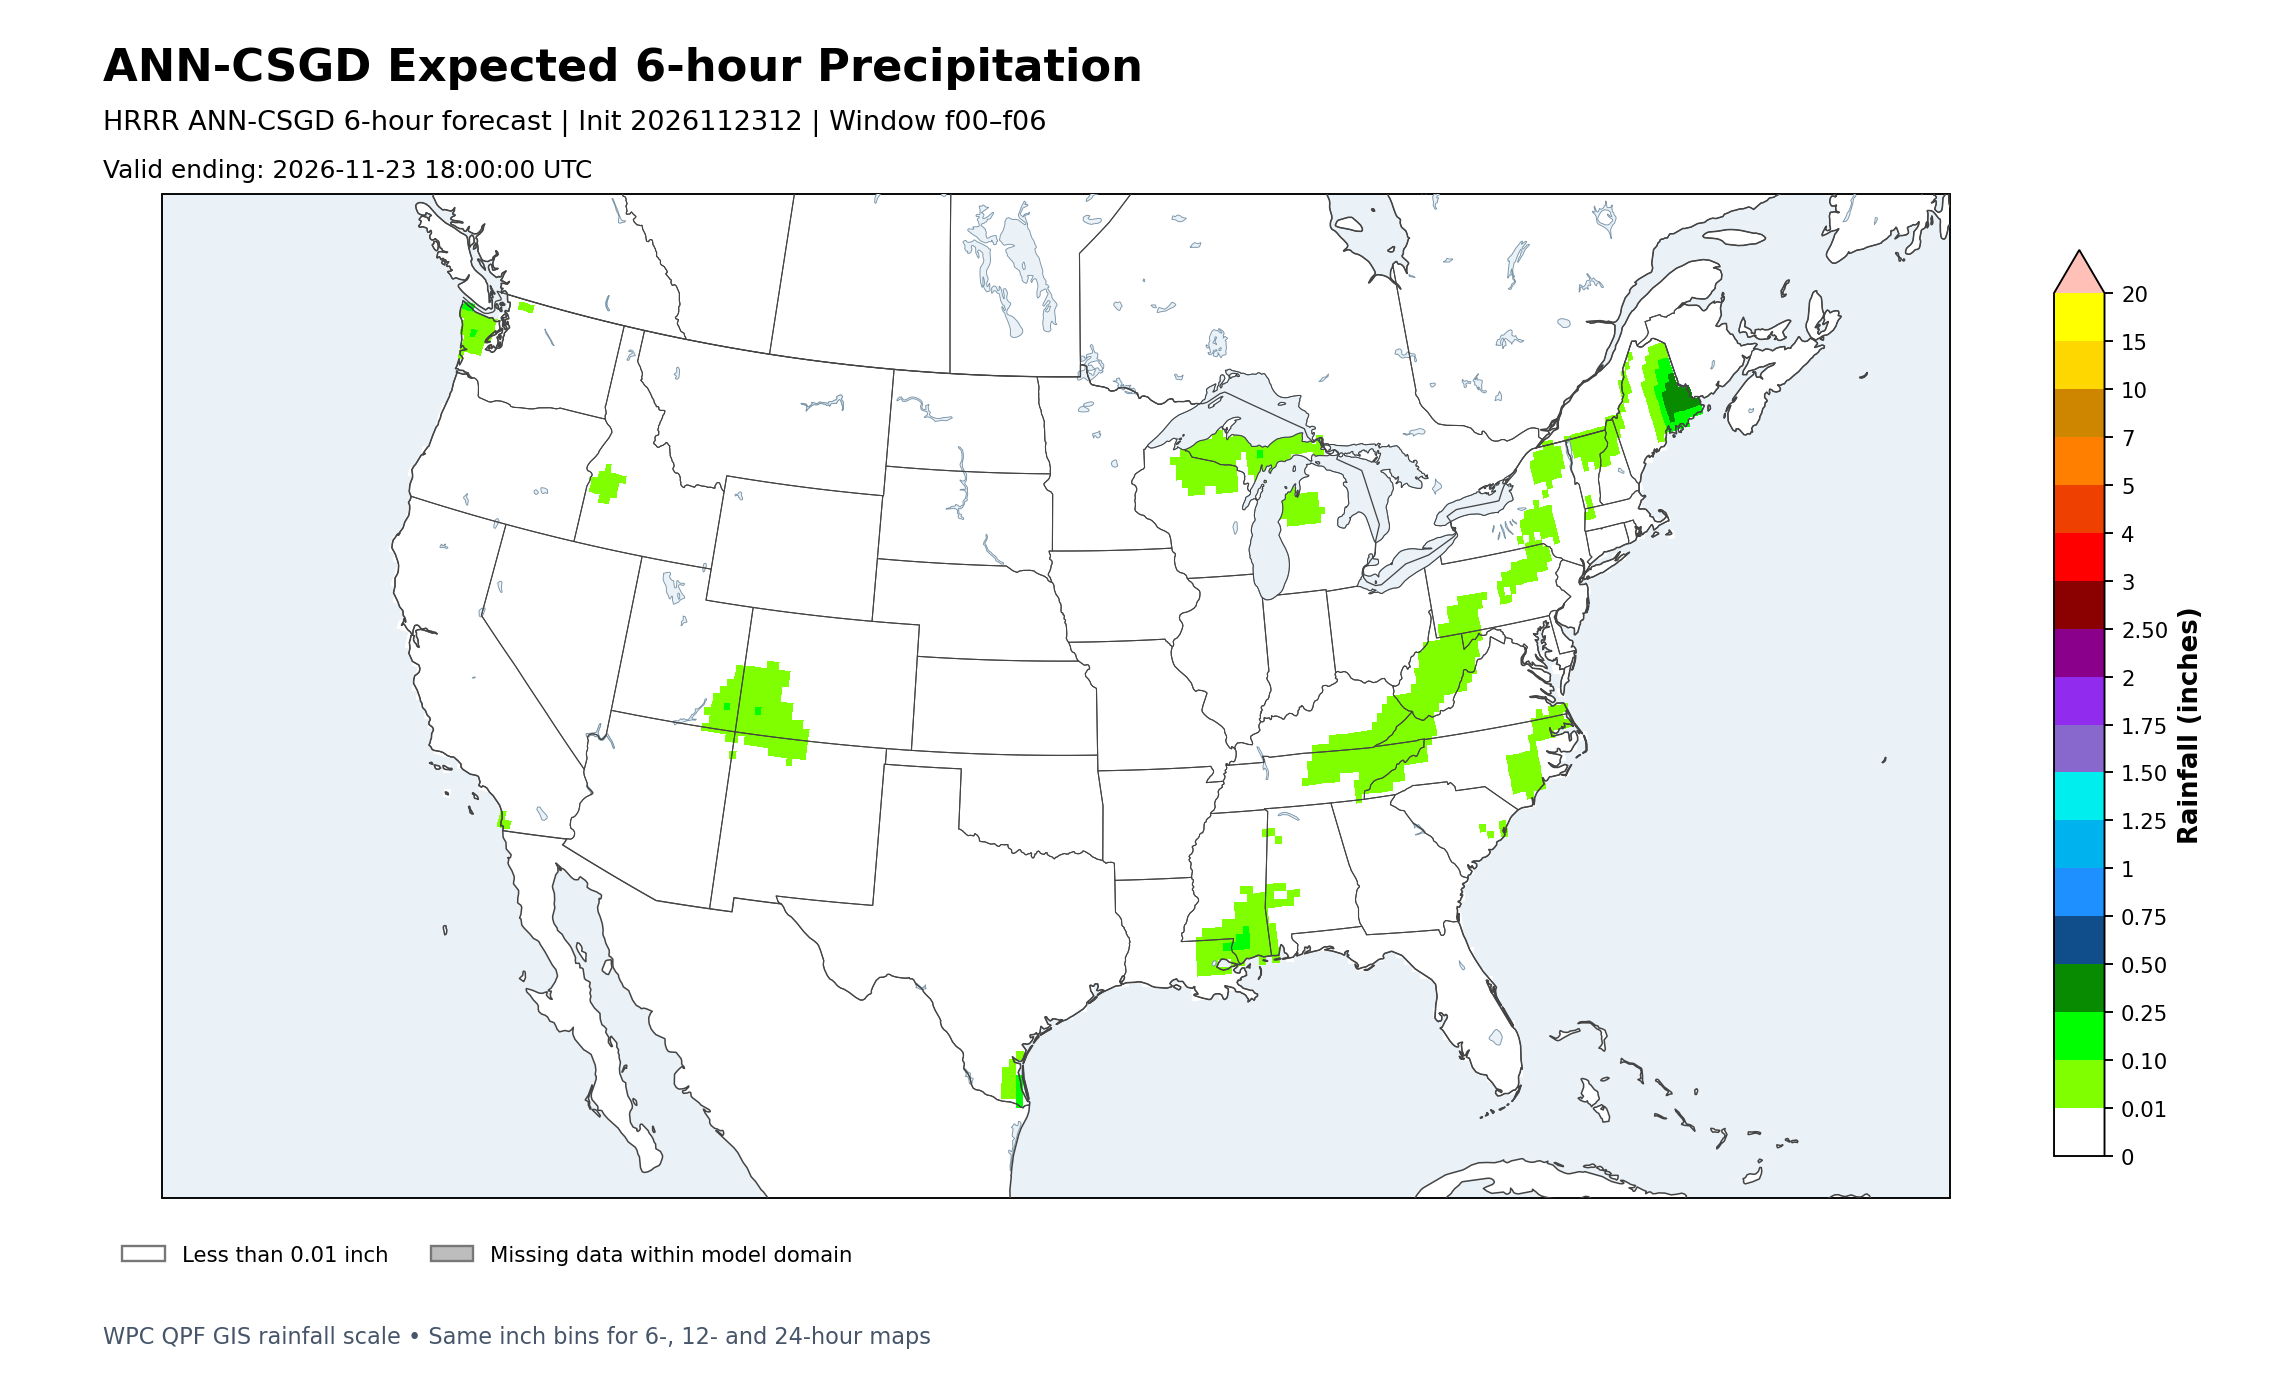 ANN-CSGD Expected 6-hour Precipitation
HRRR ANN-CSGD 6-hour forecast | Init 2026112312 | Window f00–f06
Valid ending: 2026-11-23 18:00:00 UTC
20
15
10
7
5
4
3
2.50
2
1.75
1.50
1.25
1
0.75
0.50
0.25
0.10
0.01
0
Rainfall (inches)
Less than 0.01 inch
Missing data within model domain
WPC QPF GIS rainfall scale • Same inch bins for 6-, 12- and 24-hour maps